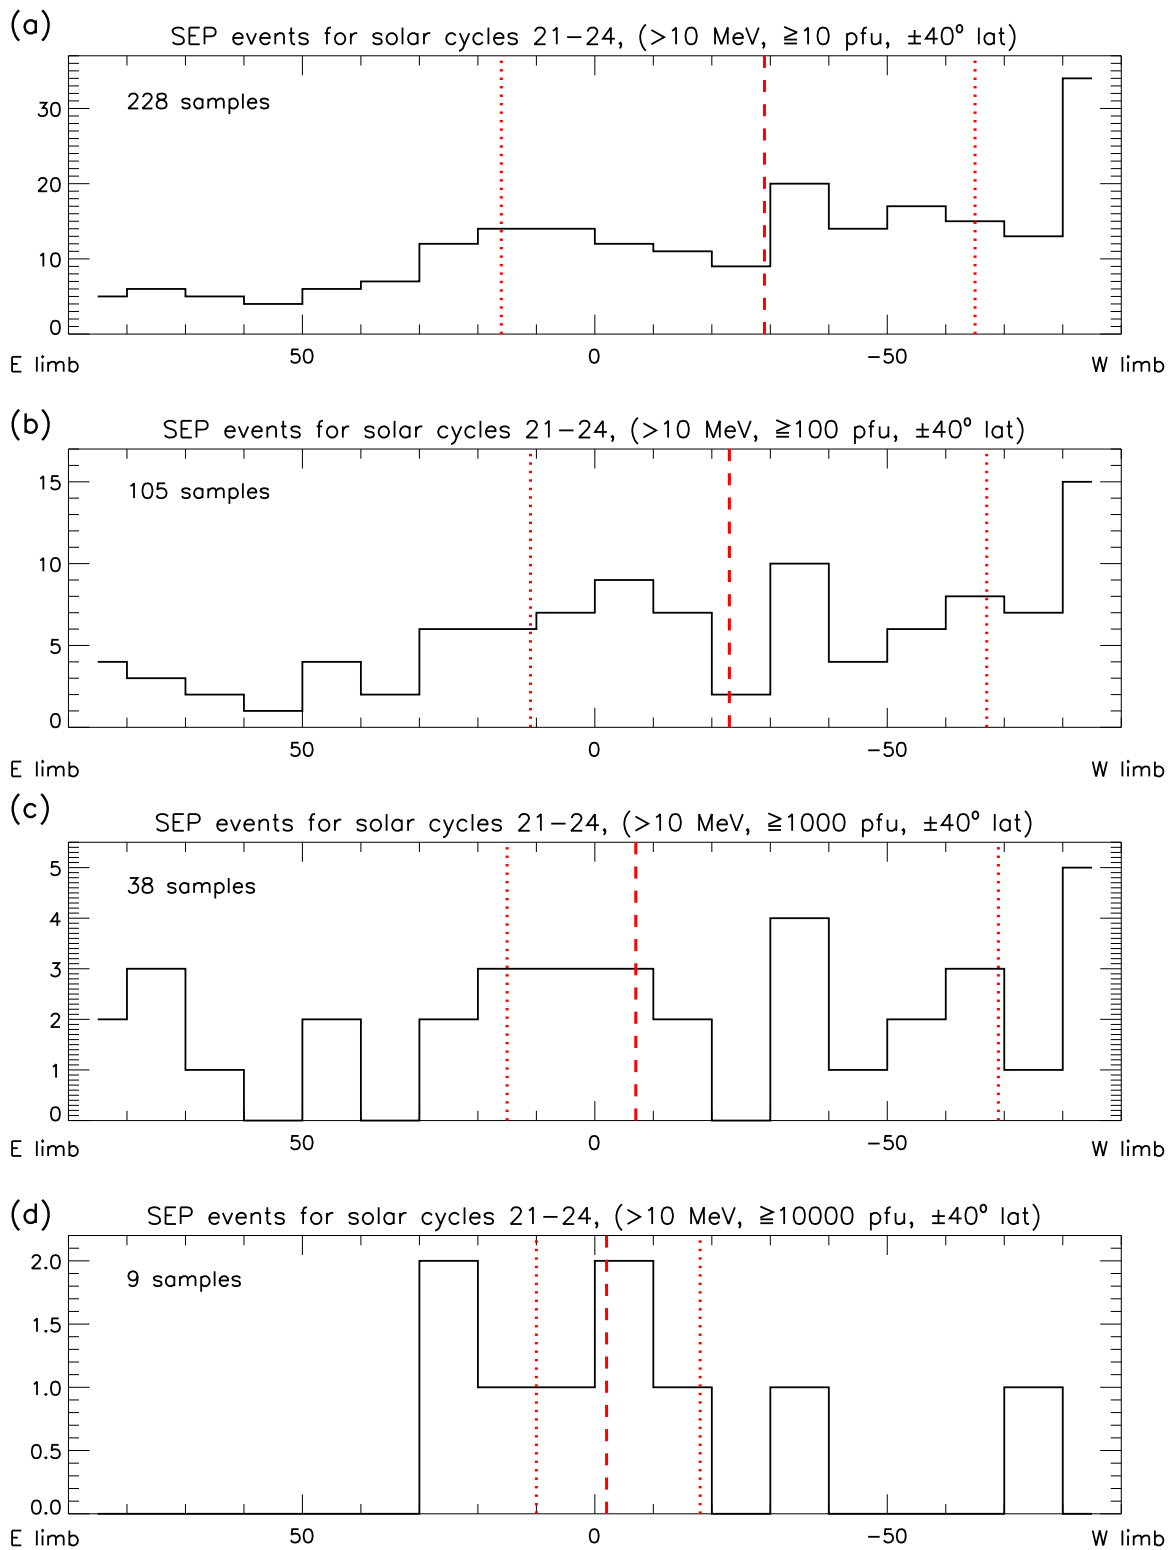 (a)
SEP events for solar cycles 21−24, (>10 MeV, ≧10 pfu, ±40° lat)
228 samples
30
20
10
0
50 0 −50
E limb W limb
(b)
SEP events for solar cycles 21−24, (>10 MeV, ≧100 pfu, ±40° lat)
105 samples
15
10
5
0
50 0 −50
E limb W limb
(c)
SEP events for solar cycles 21−24, (>10 MeV, ≧1000 pfu, ±40° lat)
38 samples
5
4
3
2
1
0
50 0 −50
E limb W limb
(d)
SEP events for solar cycles 21−24, (>10 MeV, ≧10000 pfu, ±40° lat)
9 samples
2.0
1.5
1.0
0.5
0.0
50 0 −50
E limb W limb